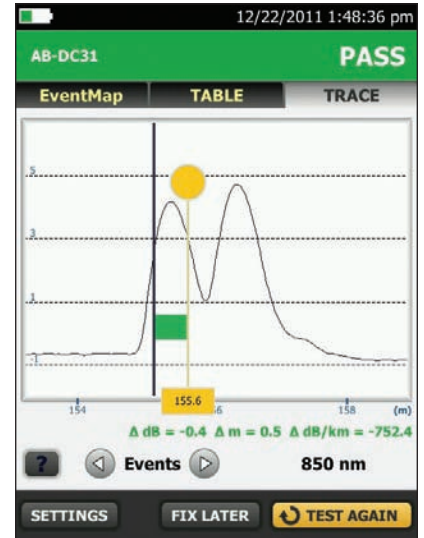 12/22/2011 1:48:36 pm
AB-DC31 PASS
EventMap TABLE TRACE
5
3
1
-1
154 155.6 56 158 (m)
Δ dB = -0.4 Δ m = 0.5 Δ dB/km = -752.4
? Events 850 nm
SETTINGS FIX LATER TEST AGAIN